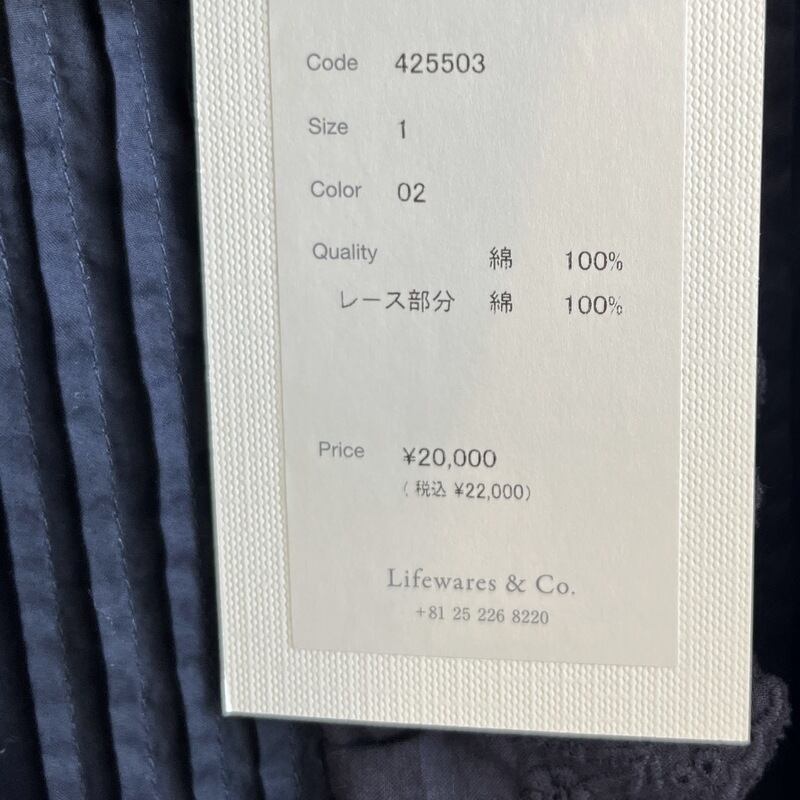 Code 425503
Size 1
Color 02
Quality 綿 100%
レース部分 綿 100%
Price ¥20,000
(税込 ¥22,000)
Lifewares & Co.
+81 25 226 8220